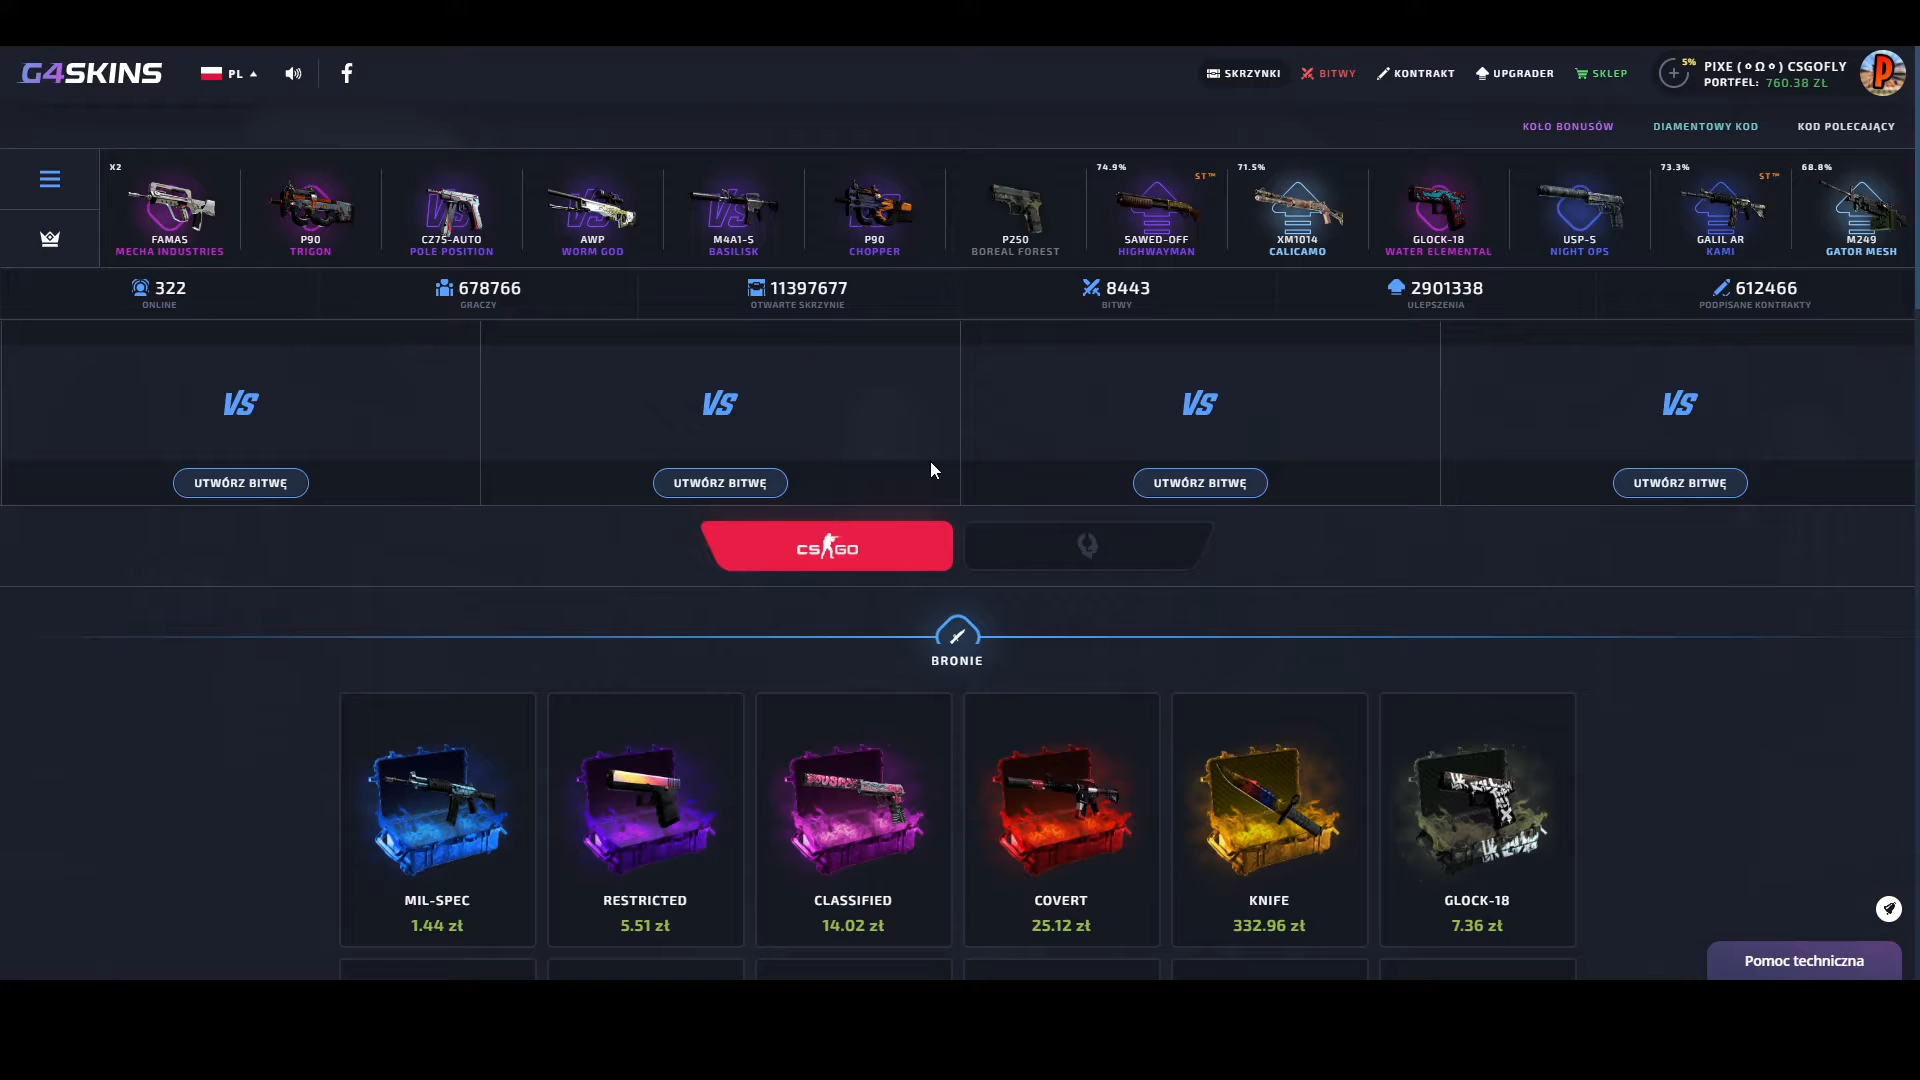 G4SKINS
PL
SKRZYNKI
BITWY
KONTRAKT
UPGRADER
SKLEP
5%
PIXE ( ⚬ Ω ⚬ ) CSGOFLY
PORTFEL: 760.38 ZŁ
KOŁO BONUSÓW
DIAMENTOWY KOD
KOD POLECAJĄCY
X2
FAMAS
MECHA INDUSTRIES
P90
TRIGON
CZ75-AUTO
POLE POSITION
AWP
WORM GOD
M4A1-S
BASILISK
P90
CHOPPER
P250
BOREAL FOREST
74.9%
ST™
SAWED-OFF
HIGHWAYMAN
71.5%
XM1014
CALICAMO
GLOCK-18
WATER ELEMENTAL
USP-S
NIGHT OPS
73.3%
ST™
GALIL AR
KAMI
68.8%
M249
GATOR MESH
322
ONLINE
678766
GRACZY
11397677
OTWARTE SKRZYNIE
8443
BITWY
2901338
ULEPSZENIA
612466
PODPISANE KONTRAKTY
VS
VS
VS
VS
UTWÓRZ BITWĘ
UTWÓRZ BITWĘ
UTWÓRZ BITWĘ
UTWÓRZ BITWĘ
CS GO
BRONIE
MIL-SPEC
1.44 zł
RESTRICTED
5.51 zł
CLASSIFIED
14.02 zł
COVERT
25.12 zł
KNIFE
332.96 zł
GLOCK-18
7.36 zł
Pomoc techniczna